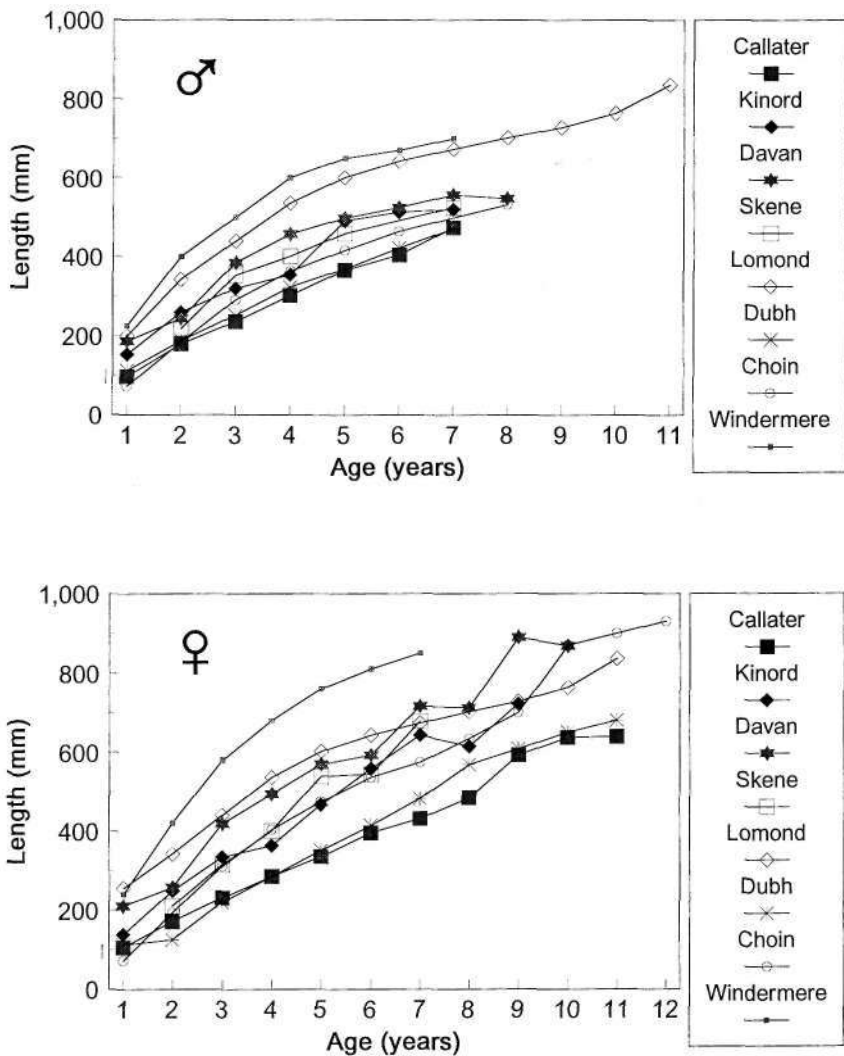 1,000
800
600
400
200
0
Length (mm)
♂
1 2 3 4 5 6 7 8 9 10 11
Age (years)
Callater
Kinord
Davan
Skene
Lomond
Dubh
Choin
Windermere
1,000
800
600
400
200
0
Length (mm)
♀
1 2 3 4 5 6 7 8 9 10 11 12
Age (years)
Callater
Kinord
Davan
Skene
Lomond
Dubh
Choin
Windermere